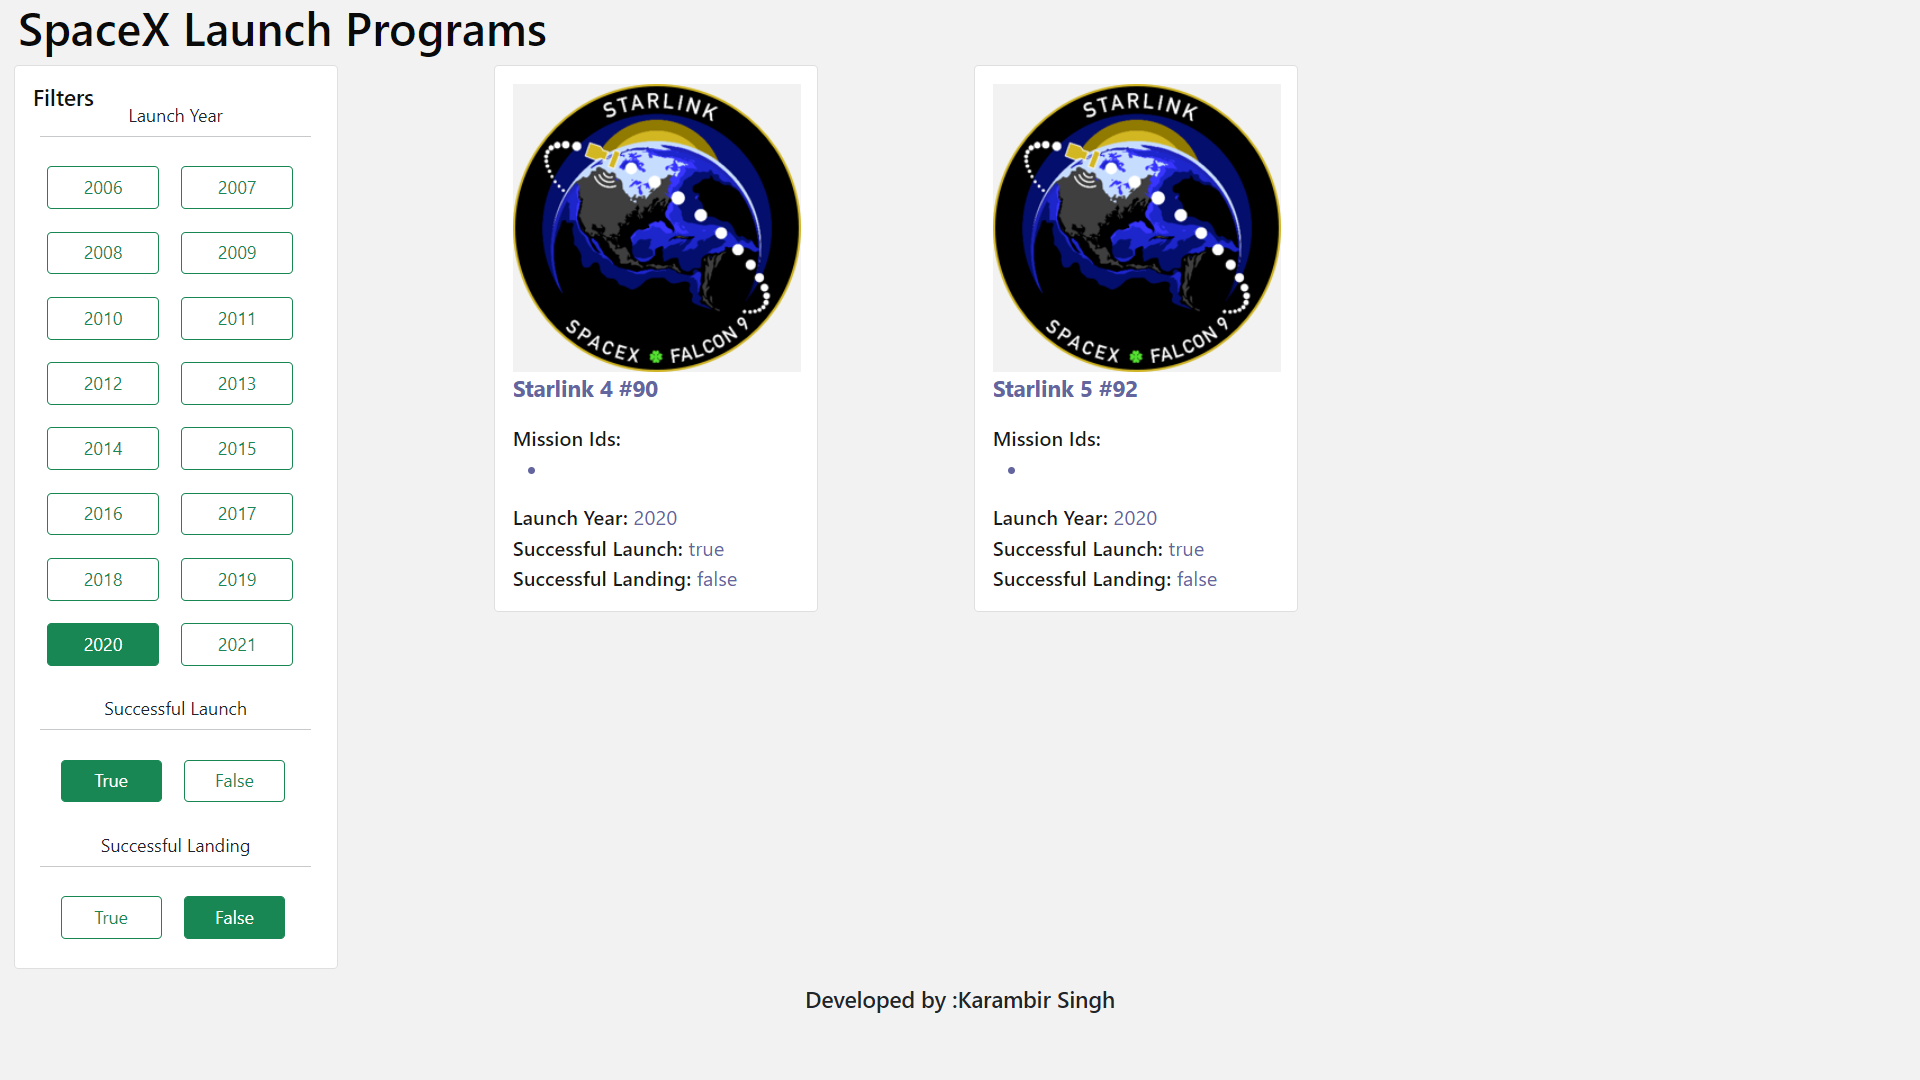 SpaceX Launch Programs
Filters
Launch Year
2006 2007
2008 2009
2010 2011
2012 2013
2014 2015
2016 2017
2018 2019
2020 2021
Successful Launch
True False
Successful Landing
True False
STARLINK
SPACEX FALCON 9
Starlink 4 #90
Mission Ids:
Launch Year: 2020
Successful Launch: true
Successful Landing: false
STARLINK
SPACEX FALCON 9
Starlink 5 #92
Mission Ids:
Launch Year: 2020
Successful Launch: true
Successful Landing: false
Developed by :Karambir Singh